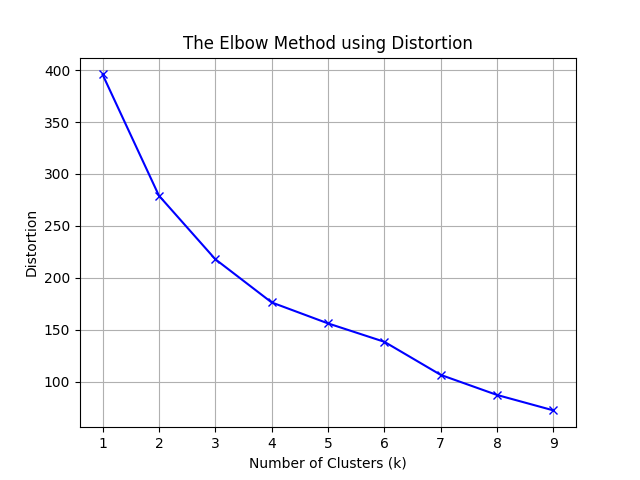 The Elbow Method using Distortion
400
350
300
250
200
150
100
Distortion
1 2 3 4 5 6 7 8 9
Number of Clusters (k)